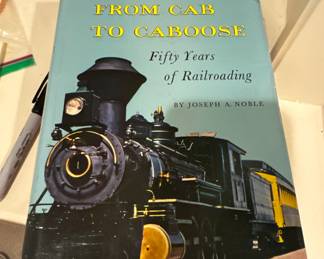 FROM CAB
TO CABOOSE
Fifty Years
of Railroading
BY JOSEPH A. NOBLE